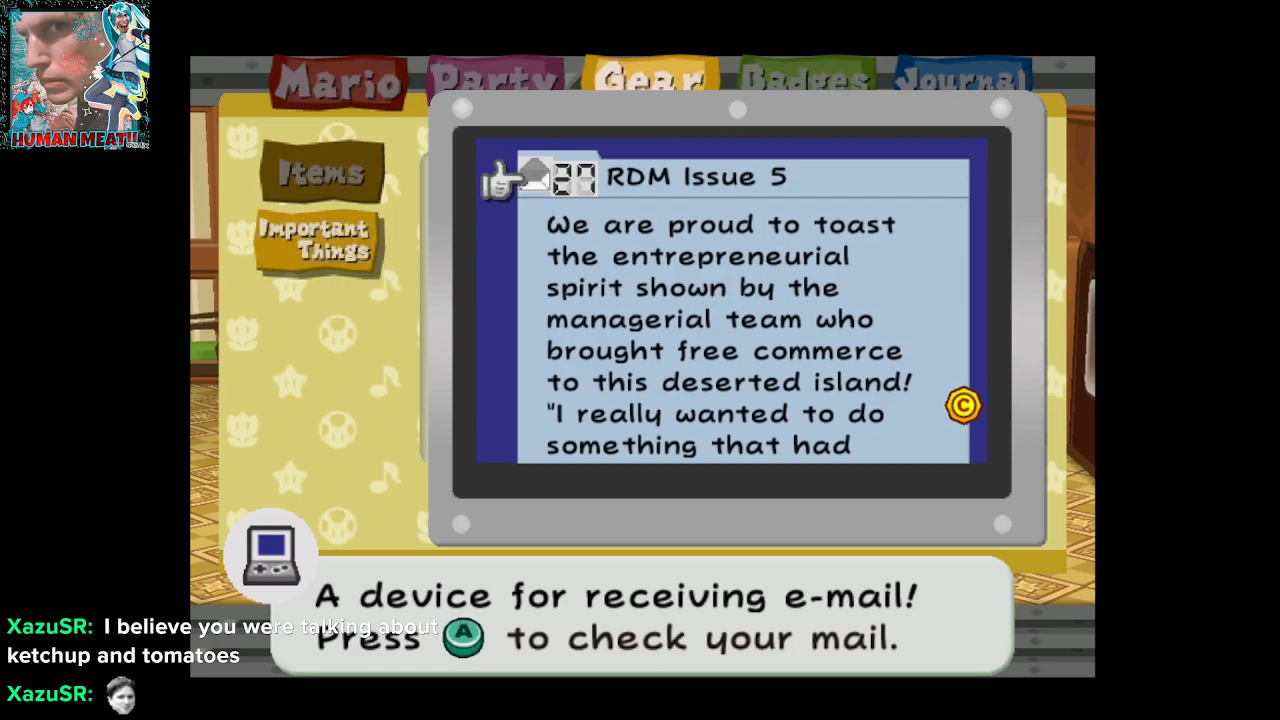 HUMAN MEAT!!
Mario Party Gear Badges Journal
Items
Important
Things
27 RDM Issue 5
We are proud to toast
the entrepreneurial
spirit shown by the
managerial team who
brought free commerce
to this deserted island!
"I really wanted to do
something that had
A device for receiving e-mail!
Press A to check your mail.
XazuSR: I believe you were talking about
ketchup and tomatoes
XazuSR: